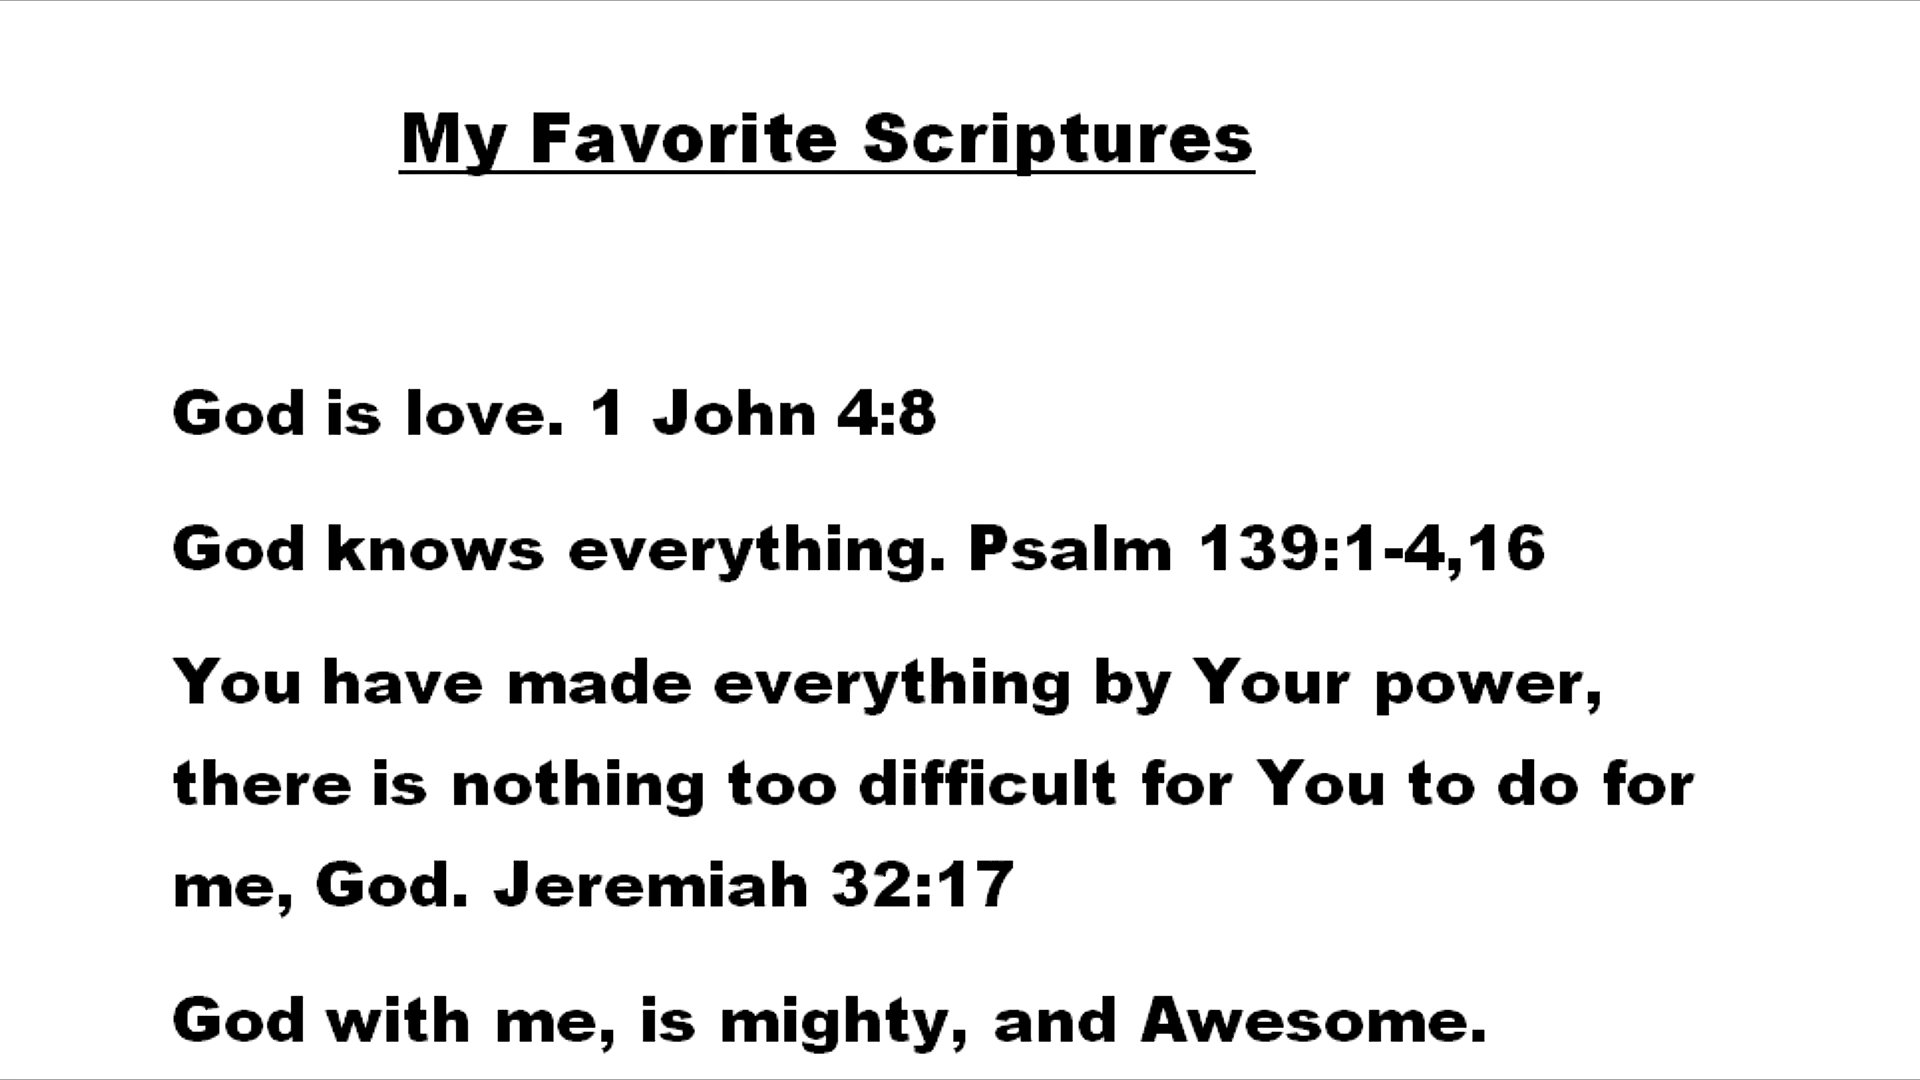 My Favorite Scriptures
God is love. 1 John 4:8
God knows everything. Psalm 139:1-4,16
You have made everything by Your power,
there is nothing too difficult for You to do for
me, God. Jeremiah 32:17
God with me, is mighty, and Awesome.